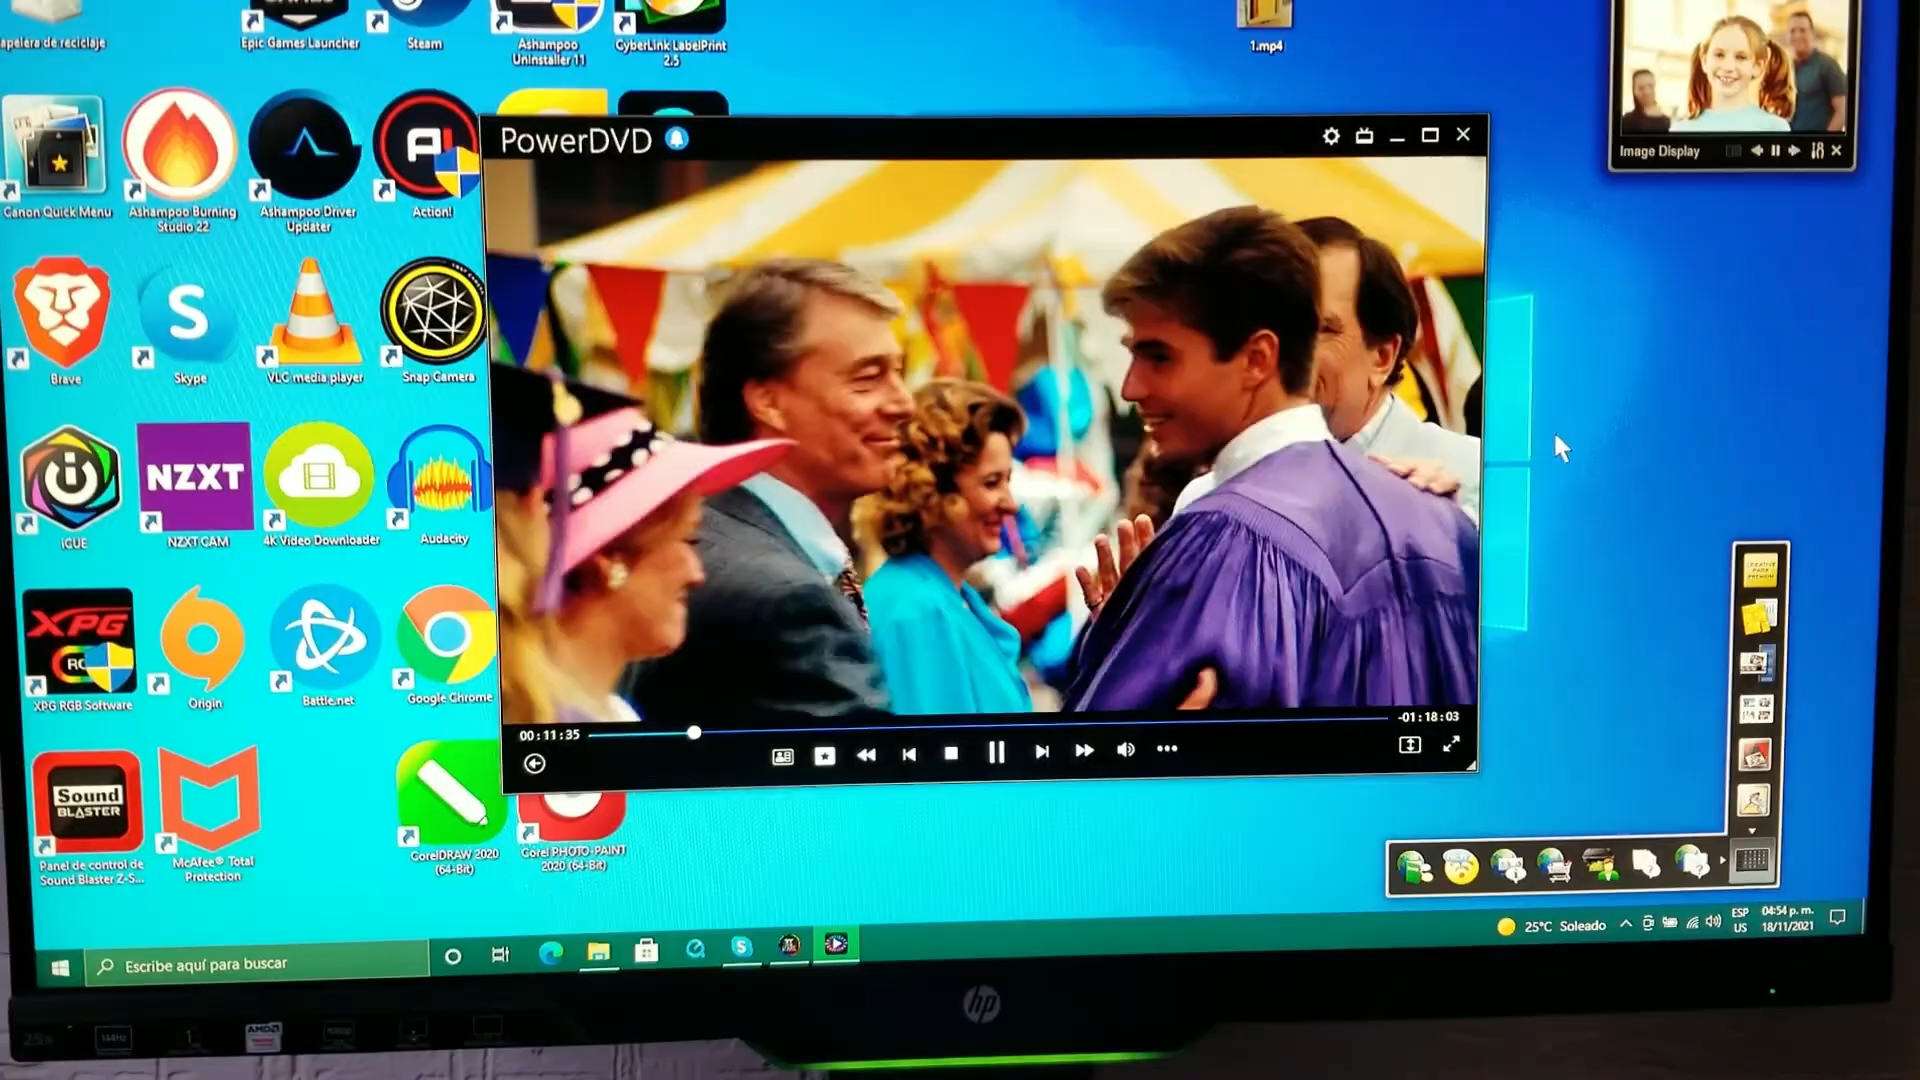 apelera de reciclaje
Epic Games Launcher
Steam
Ashampoo
Uninstaller 11
CyberLink LabelPrint
2.5
1.mp4
Canon Quick Menu
Ashampoo Burning
Studio 22
Ashampoo Driver
Updater
Action!
PowerDVD
Image Display
Brave
S
Skype
VLC media player
Snap Camera
iCUE
NZXT
NZXT CAM
4K Video Downloader
Audacity
XPG
XPG RGB Software
Origin
Battle.net
Google Chrome
00:11:35
-01:18:03
Sound
BLASTER
Panel de control de
Sound Blaster Z-S...
McAfee® Total
Protection
CorelDRAW 2020
(64-Bit)
Corel PHOTO-PAINT
2020 (64-Bit)
CREATIVE
PARK
PREMIUM
Escribe aquí para buscar
25°C Soleado
ESP
US
04:54 p. m.
18/11/2021
hp
144Hz
AMD